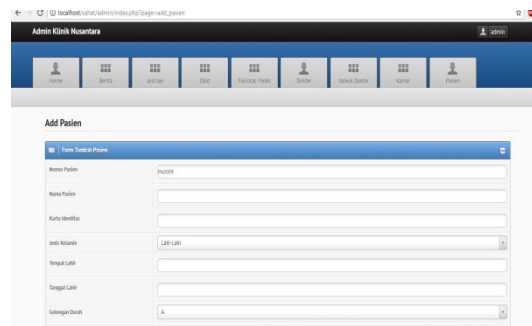 localhost/sahat/admin/index.php?page=add_pasien
Admin Klinik Nusantara
admin
Home Berita Antrian Obat Fasilitas Medis Dokter Jadwal Dokter Kamar Pasien
Add Pasien
Form Tambah Pasien
Nomor Pasien
Nama Pasien
Kartu Identitas
Jenis Kelamin Laki-Laki
Tempat Lahir
Tanggal Lahir
Golongan Darah A